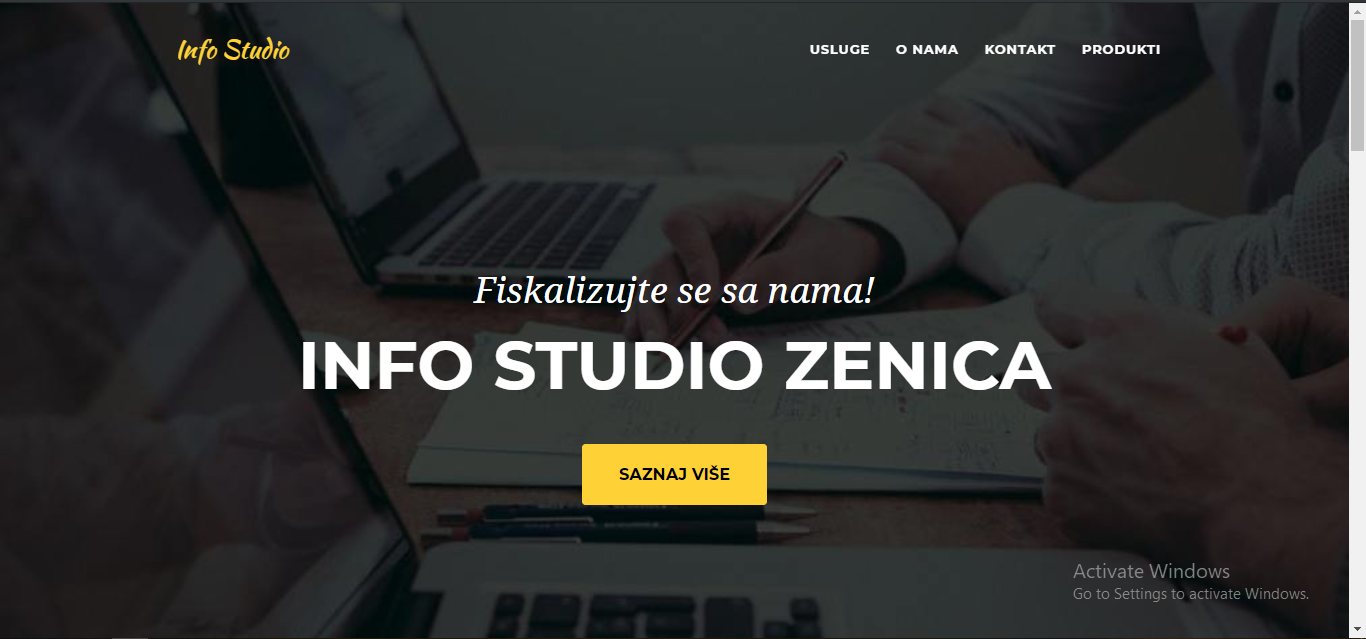 Info Studio
USLUGE O NAMA KONTAKT PRODUKTI
Fiskalizujte se sa nama!
INFO STUDIO ZENICA
SAZNAJ VIŠE
Activate Windows
Go to Settings to activate Windows.